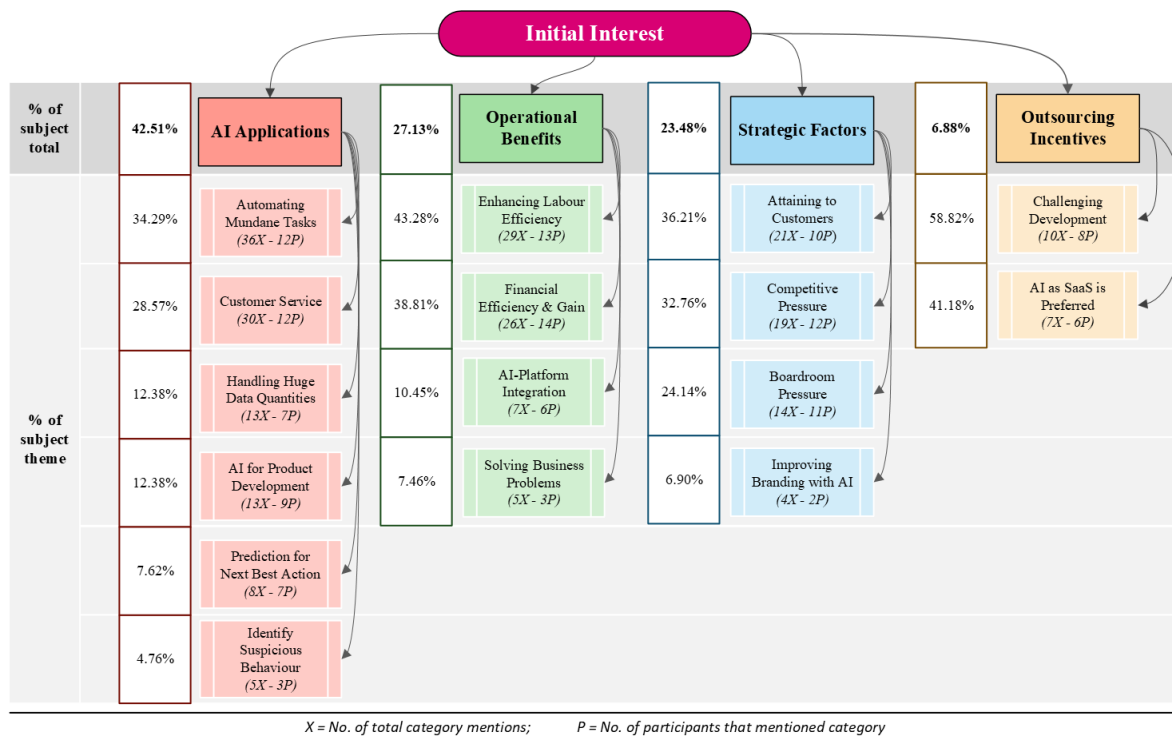 Initial Interest
% of
subject
total
42.51%
AI Applications
27.13%
Operational
Benefits
23.48%
Strategic Factors
6.88%
Outsourcing
Incentives
% of
subject
theme
34.29%
Automating
Mundane Tasks
(36X - 12P)
43.28%
Enhancing Labour
Efficiency
(29X - 13P)
36.21%
Attaining to
Customers
(21X - 10P)
58.82%
Challenging
Development
(10X - 8P)
28.57%
Customer Service
(30X - 12P)
38.81%
Financial
Efficiency & Gain
(26X - 14P)
32.76%
Competitive
Pressure
(19X - 12P)
41.18%
AI as SaaS is
Preferred
(7X - 6P)
12.38%
Handling Huge
Data Quantities
(13X - 7P)
10.45%
AI-Platform
Integration
(7X - 6P)
24.14%
Boardroom
Pressure
(14X - 11P)
12.38%
AI for Product
Development
(13X - 9P)
7.46%
Solving Business
Problems
(5X - 3P)
6.90%
Improving
Branding with AI
(4X - 2P)
7.62%
Prediction for
Next Best Action
(8X - 7P)
4.76%
Identify
Suspicious
Behaviour
(5X - 3P)
X = No. of total category mentions; P = No. of participants that mentioned category